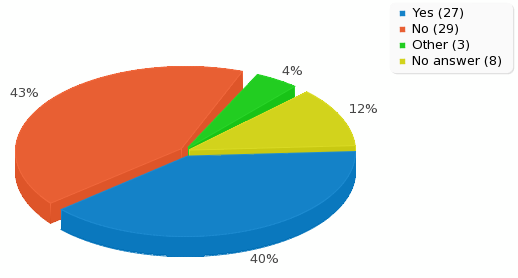 Yes (27)
No (29)
Other (3)
No answer (8)
4%
43%
12%
40%